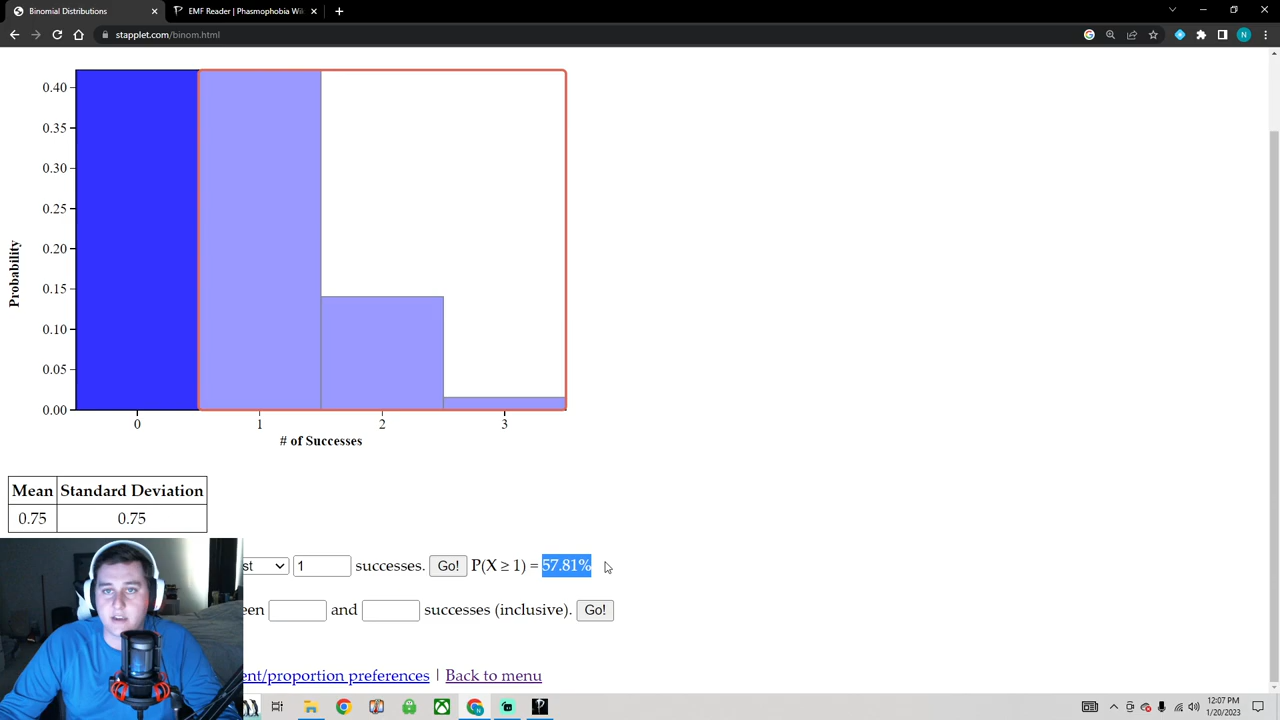 Binomial Distributions
EMF Reader | Phasmophobia Wi
stapplet.com/binom.html
N
0.40
0.35
0.30
0.25
0.20
0.15
0.10
0.05
0.00
Probability
0 1 2 3
# of Successes
Mean Standard Deviation
0.75 0.75
st 1 successes. Go! P(X ≥ 1) = 57.81%
een and successes (inclusive). Go!
ent/proportion preferences | Back to menu
12:07 PM
1/20/2023